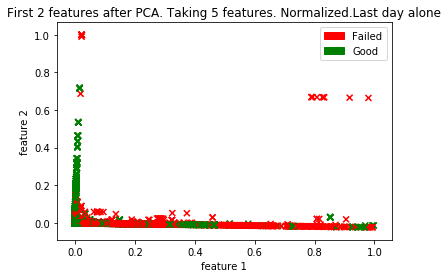 First 2 features after PCA. Taking 5 features. Normalized.Last day alone
1.0
0.8
0.6
0.4
0.2
0.0
feature 2
Failed
Good
0.0 0.2 0.4 0.6 0.8 1.0
feature 1